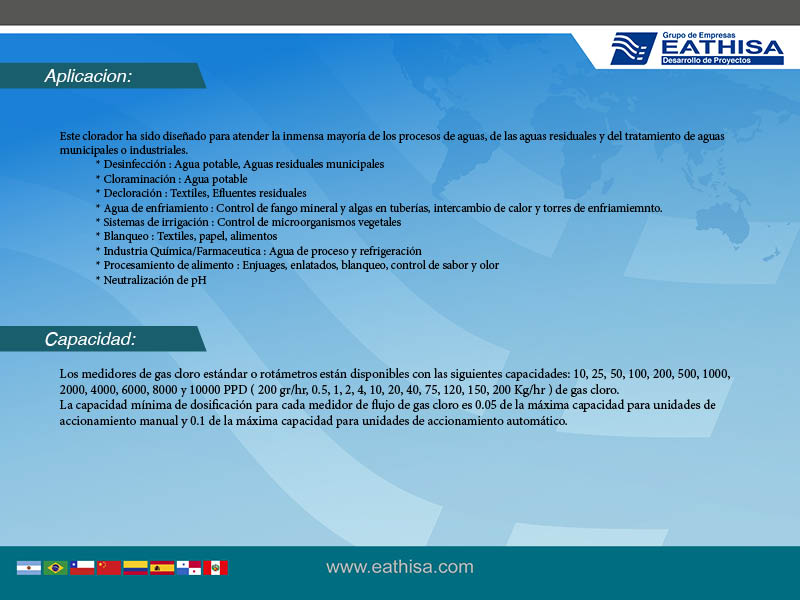 Grupo de Empresas
EATHISA
Desarrollo de Proyectos
Aplicacion:
Este clorador ha sido diseñado para atender la inmensa mayoría de los procesos de aguas, de las aguas residuales y del tratamiento de aguas
municipales o industriales.
* Desinfección : Agua potable, Aguas residuales municipales
* Cloraminación : Agua potable
* Decloración : Textiles, Efluentes residuales
* Agua de enfriamiento : Control de fango mineral y algas en tuberías, intercambio de calor y torres de enfriamiemnto.
* Sistemas de irrigación : Control de microorganismos vegetales
* Blanqueo : Textiles, papel, alimentos
* Industria Química/Farmaceutica : Agua de proceso y refrigeración
* Procesamiento de alimento : Enjuages, enlatados, blanqueo, control de sabor y olor
* Neutralización de pH
Capacidad:
Los medidores de gas cloro estándar o rotámetros están disponibles con las siguientes capacidades: 10, 25, 50, 100, 200, 500, 1000,
2000, 4000, 6000, 8000 y 10000 PPD ( 200 gr/hr, 0.5, 1, 2, 4, 10, 20, 40, 75, 120, 150, 200 Kg/hr ) de gas cloro.
La capacidad mínima de dosificación para cada medidor de flujo de gas cloro es 0.05 de la máxima capacidad para unidades de
accionamiento manual y 0.1 de la máxima capacidad para unidades de accionamiento automático.
www.eathisa.com